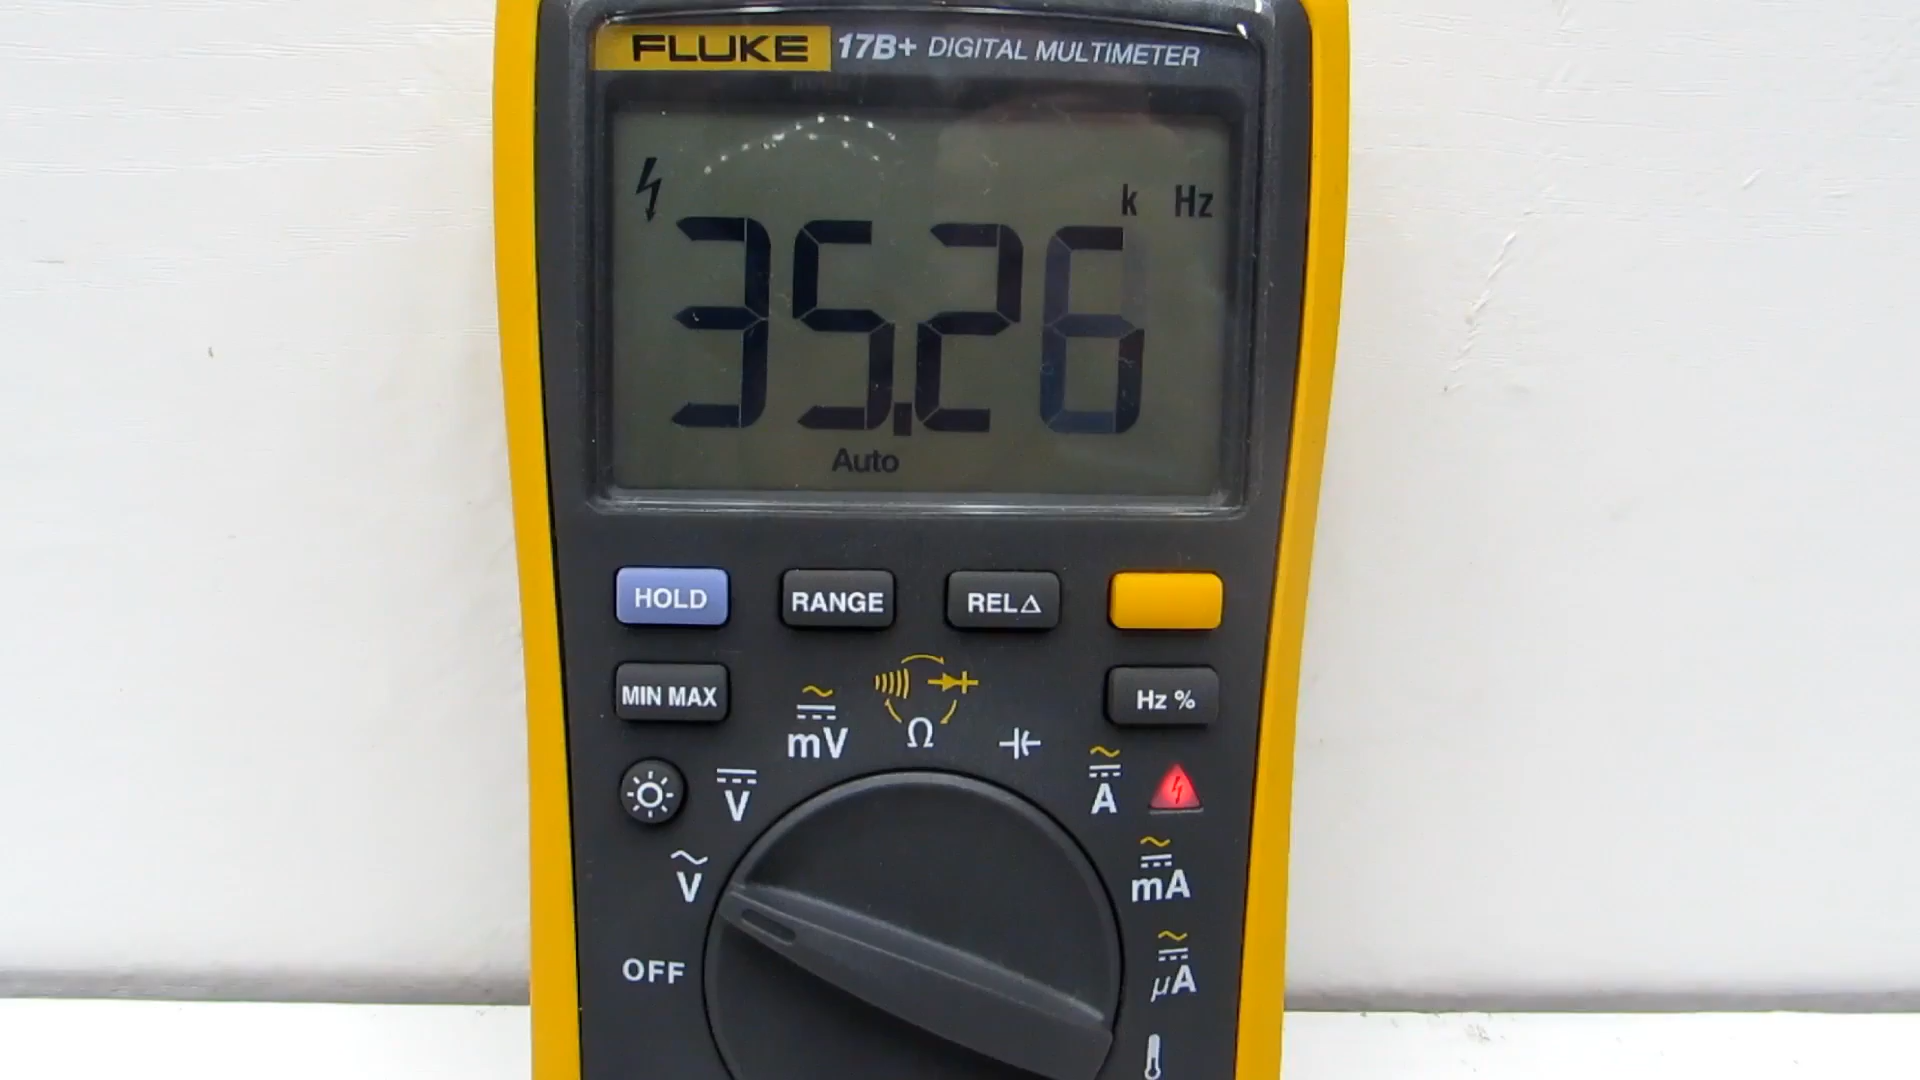 FLUKE 17B+ DIGITAL MULTIMETER
k Hz
35.26
Auto
HOLD RANGE REL△
MIN MAX Hz %
mV Ω
V A
V mA
OFF µA